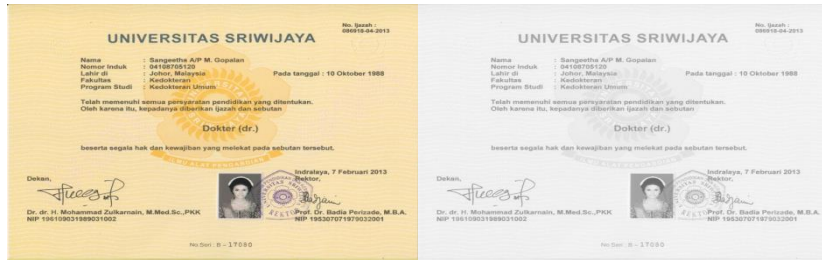 No. Ijazah :
086918-04-2013
UNIVERSITAS SRIWIJAYA
Nama : Sangeetha A/P M. Gopalan
Nomor Induk : 04108705120
Lahir di : Johor, Malaysia Pada tanggal : 10 Oktober 1988
Fakultas : Kedokteran
Program Studi : Kedokteran Umum
Telah memenuhi semua persyaratan pendidikan yang ditentukan.
Oleh karena itu, kepadanya diberikan ijazah dan sebutan
Dokter (dr.)
beserta segala hak dan kewajiban yang melekat pada sebutan tersebut.
ILMU ALAT PENGABDIAN
Indralaya, 7 Februari 2013
Dekan,
Rektor,
Dr. dr. H. Mohammad Zulkarnain, M.Med.Sc.,PKK
NIP 196109031989031002
Prof. Dr. Badia Perizade, M.B.A.
NIP 195307071979032001
No.Seri : B - 17090
No. Ijazah :
086918-04-2013
UNIVERSITAS SRIWIJAYA
Nama : Sangeetha A/P M. Gopalan
Nomor Induk : 04108705120
Lahir di : Johor, Malaysia Pada tanggal : 10 Oktober 1988
Fakultas : Kedokteran
Program Studi : Kedokteran Umum
Telah memenuhi semua persyaratan pendidikan yang ditentukan.
Oleh karena itu, kepadanya diberikan ijazah dan sebutan
Dokter (dr.)
beserta segala hak dan kewajiban yang melekat pada sebutan tersebut.
ILMU ALAT PENGABDIAN
Indralaya, 7 Februari 2013
Dekan,
Rektor,
Dr. dr. H. Mohammad Zulkarnain, M.Med.Sc.,PKK
NIP 196109031989031002
Prof. Dr. Badia Perizade, M.B.A.
NIP 195307071979032001
No.Seri : B - 17090